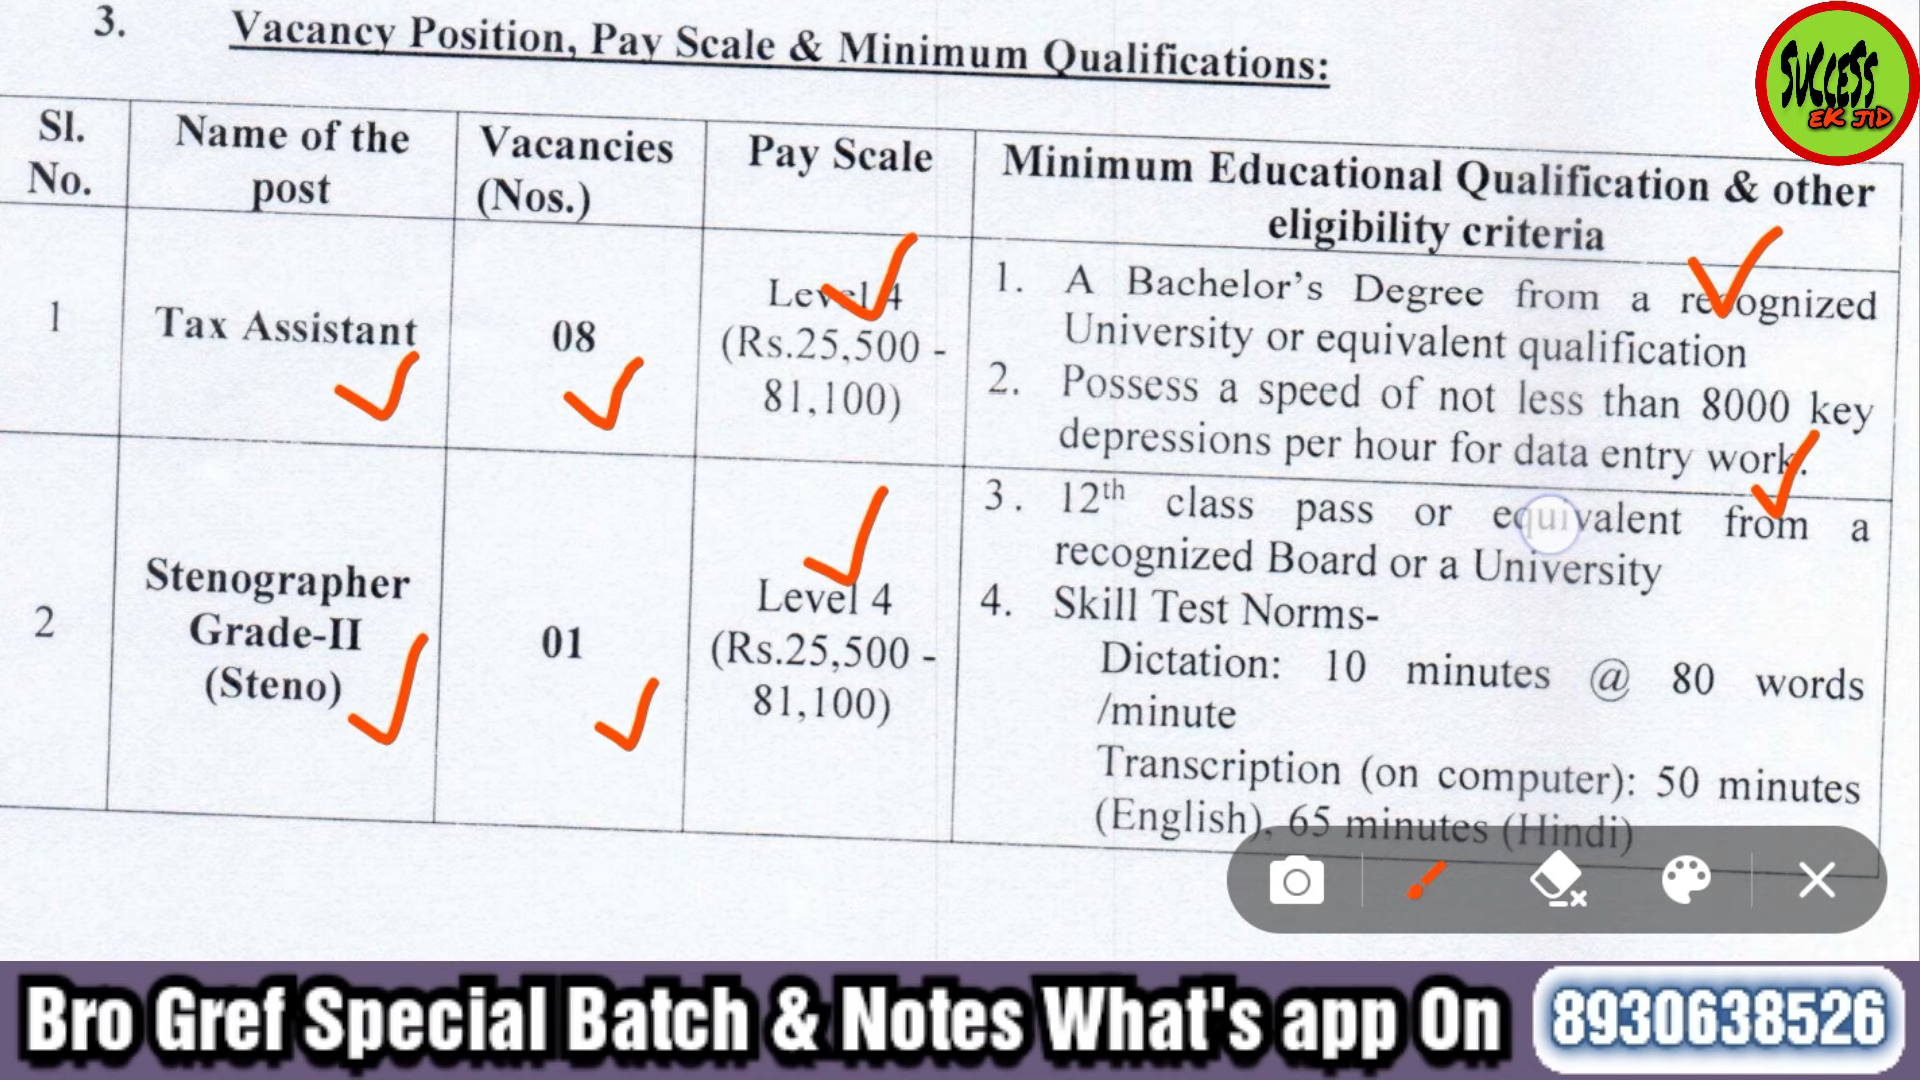 3. Vacancy Position, Pay Scale & Minimum Qualifications:
SUCCESS
EK JID
Sl.
No.
Name of the
post
Vacancies
(Nos.)
Pay Scale
Minimum Educational Qualification & other
eligibility criteria
1
Tax Assistant
08
Level 4
(Rs.25,500 -
81,100)
1. A Bachelor's Degree from a recognized
University or equivalent qualification
2. Possess a speed of not less than 8000 key
depressions per hour for data entry work.
2
Stenographer
Grade-II
(Steno)
01
Level 4
(Rs.25,500 -
81,100)
3. 12th class pass or equivalent from a
recognized Board or a University
4. Skill Test Norms-
Dictation: 10 minutes @ 80 words
/minute
Transcription (on computer): 50 minutes
(English), 65 minutes (Hindi)
Bro Gref Special Batch & Notes What's app On 8930638526